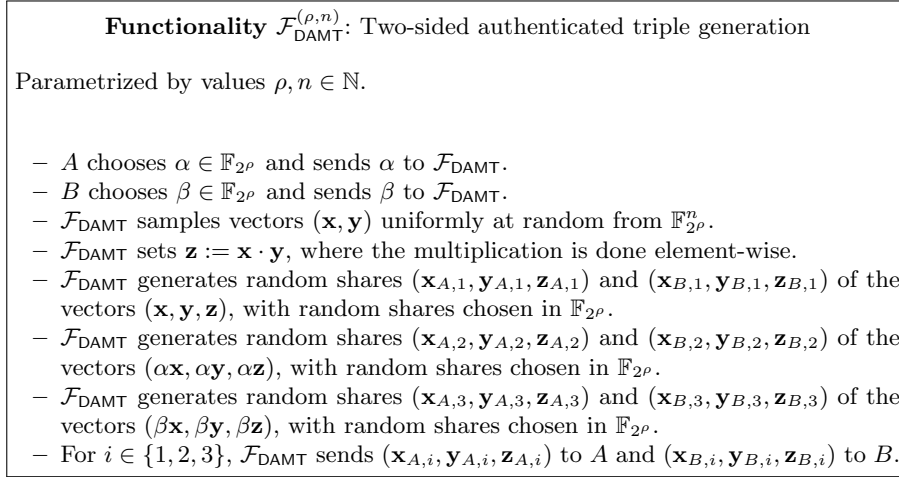 Functionality $\mathcal{F}_{\mathsf{DAMT}}^{(\rho,n)}$: Two-sided authenticated triple generation
Parametrized by values $\rho, n \in \mathbb{N}$.
– $A$ chooses $\alpha \in \mathbb{F}_{2^\rho}$ and sends $\alpha$ to $\mathcal{F}_{\mathsf{DAMT}}$.
– $B$ chooses $\beta \in \mathbb{F}_{2^\rho}$ and sends $\beta$ to $\mathcal{F}_{\mathsf{DAMT}}$.
– $\mathcal{F}_{\mathsf{DAMT}}$ samples vectors $(\mathbf{x}, \mathbf{y})$ uniformly at random from $\mathbb{F}_{2^\rho}^n$.
– $\mathcal{F}_{\mathsf{DAMT}}$ sets $\mathbf{z} := \mathbf{x} \cdot \mathbf{y}$, where the multiplication is done element-wise.
– $\mathcal{F}_{\mathsf{DAMT}}$ generates random shares $(\mathbf{x}_{A,1}, \mathbf{y}_{A,1}, \mathbf{z}_{A,1})$ and $(\mathbf{x}_{B,1}, \mathbf{y}_{B,1}, \mathbf{z}_{B,1})$ of the
vectors $(\mathbf{x}, \mathbf{y}, \mathbf{z})$, with random shares chosen in $\mathbb{F}_{2^\rho}$.
– $\mathcal{F}_{\mathsf{DAMT}}$ generates random shares $(\mathbf{x}_{A,2}, \mathbf{y}_{A,2}, \mathbf{z}_{A,2})$ and $(\mathbf{x}_{B,2}, \mathbf{y}_{B,2}, \mathbf{z}_{B,2})$ of the
vectors $(\alpha\mathbf{x}, \alpha\mathbf{y}, \alpha\mathbf{z})$, with random shares chosen in $\mathbb{F}_{2^\rho}$.
– $\mathcal{F}_{\mathsf{DAMT}}$ generates random shares $(\mathbf{x}_{A,3}, \mathbf{y}_{A,3}, \mathbf{z}_{A,3})$ and $(\mathbf{x}_{B,3}, \mathbf{y}_{B,3}, \mathbf{z}_{B,3})$ of the
vectors $(\beta\mathbf{x}, \beta\mathbf{y}, \beta\mathbf{z})$, with random shares chosen in $\mathbb{F}_{2^\rho}$.
– For $i \in \{1, 2, 3\}$, $\mathcal{F}_{\mathsf{DAMT}}$ sends $(\mathbf{x}_{A,i}, \mathbf{y}_{A,i}, \mathbf{z}_{A,i})$ to $A$ and $(\mathbf{x}_{B,i}, \mathbf{y}_{B,i}, \mathbf{z}_{B,i})$ to $B$.